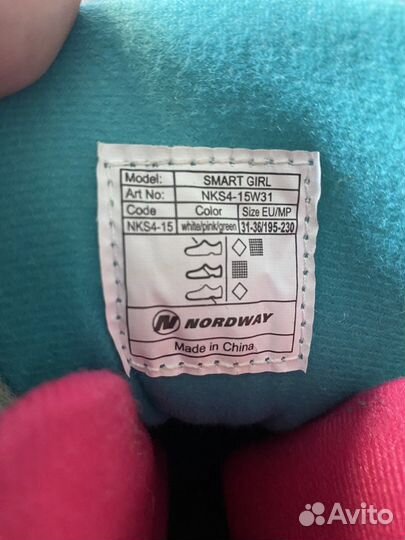 Model: SMART GIRL
Art No: NKS4-15W31
Code Color Size EU/MP
NKS4-15 white/pink/green 31-36/195-230
NORDWAY
Made in China
Avito